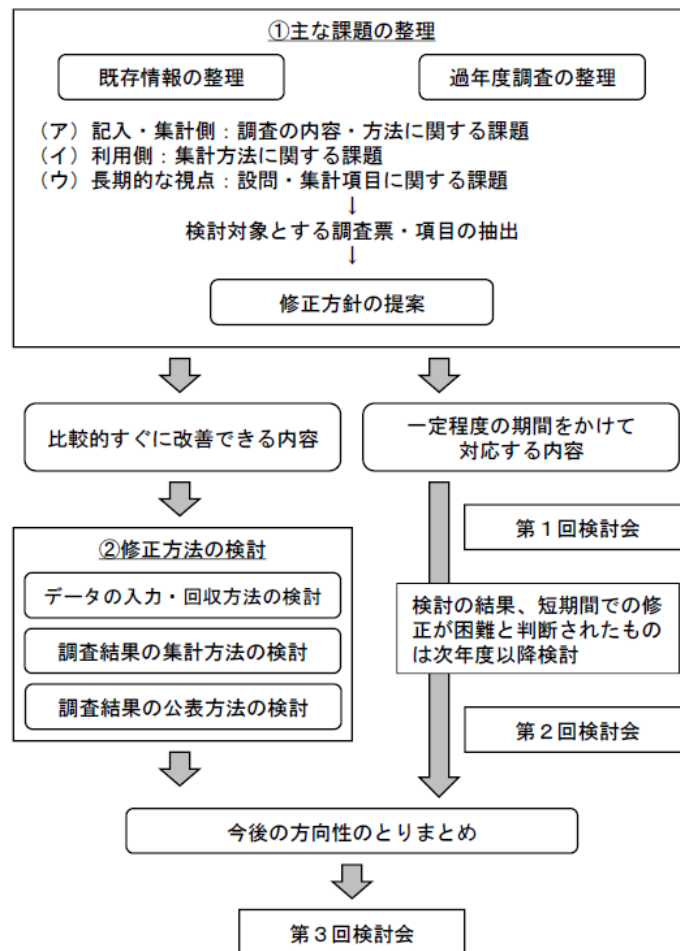 ①主な課題の整理
既存情報の整理
過年度調査の整理
（ア）記入・集計側：調査の内容・方法に関する課題
（イ）利用側：集計方法に関する課題
（ウ）長期的な視点：設問・集計項目に関する課題
↓
検討対象とする調査票・項目の抽出
↓
修正方針の提案
比較的すぐに改善できる内容
一定程度の期間をかけて
対応する内容
第１回検討会
②修正方法の検討
データの入力・回収方法の検討
調査結果の集計方法の検討
調査結果の公表方法の検討
検討の結果、短期間での修
正が困難と判断されたもの
は次年度以降検討
第２回検討会
今後の方向性のとりまとめ
第３回検討会